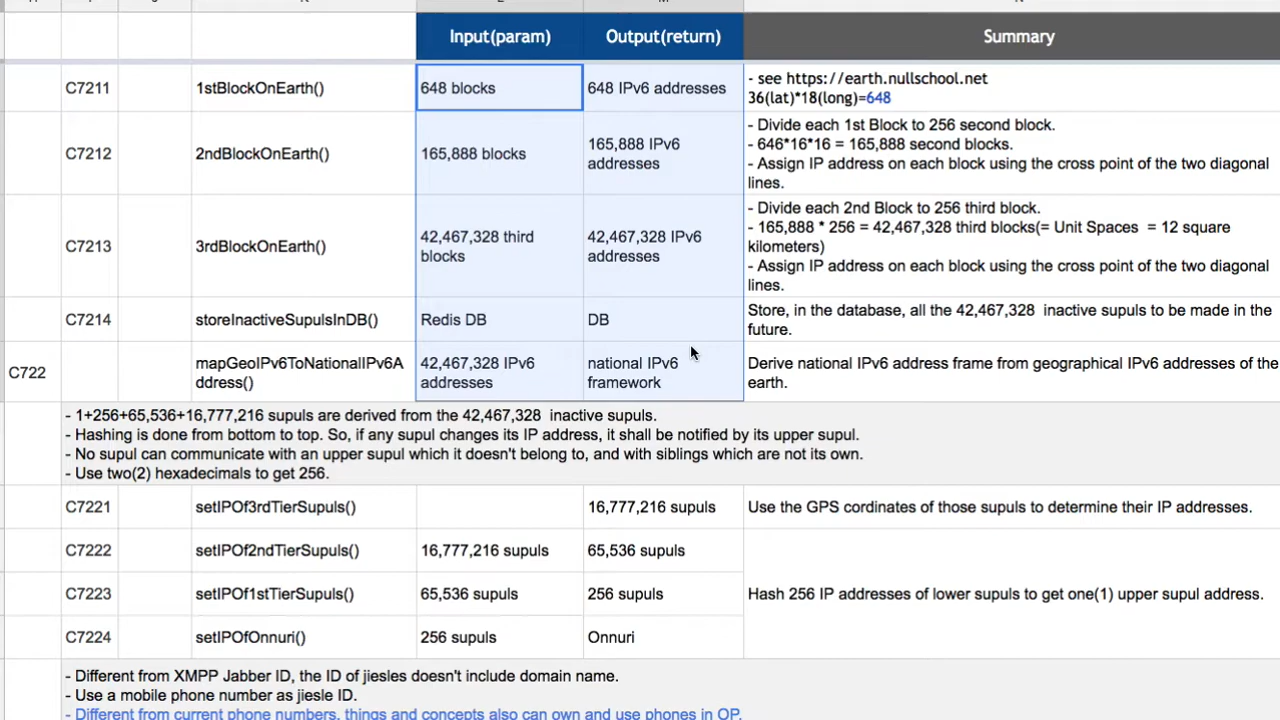 Input(param) Output(return) Summary
C7211 1stBlockOnEarth() 648 blocks 648 IPv6 addresses
- see https://earth.nullschool.net
36(lat)*18(long)=648
C7212 2ndBlockOnEarth() 165,888 blocks
165,888 IPv6
addresses
- Divide each 1st Block to 256 second block.
- 646*16*16 = 165,888 second blocks.
- Assign IP address on each block using the cross point of the two diagonal
lines.
C7213 3rdBlockOnEarth()
42,467,328 third
blocks
42,467,328 IPv6
addresses
- Divide each 2nd Block to 256 third block.
- 165,888 * 256 = 42,467,328 third blocks(= Unit Spaces = 12 square
kilometers)
- Assign IP address on each block using the cross point of the two diagonal
lines.
C7214 storeInactiveSupulsInDB() Redis DB DB
Store, in the database, all the 42,467,328 inactive supuls to be made in the
future.
C722
mapGeoIPv6ToNationalIPv6A
ddress()
42,467,328 IPv6
addresses
national IPv6
framework
Derive national IPv6 address frame from geographical IPv6 addresses of the
earth.
- 1+256+65,536+16,777,216 supuls are derived from the 42,467,328 inactive supuls.
- Hashing is done from bottom to top. So, if any supul changes its IP address, it shall be notified by its upper supul.
- No supul can communicate with an upper supul which it doesn't belong to, and with siblings which are not its own.
- Use two(2) hexadecimals to get 256.
C7221 setIPOf3rdTierSupuls() 16,777,216 supuls Use the GPS cordinates of those supuls to determine their IP addresses.
C7222 setIPOf2ndTierSupuls() 16,777,216 supuls 65,536 supuls
C7223 setIPOf1stTierSupuls() 65,536 supuls 256 supuls Hash 256 IP addresses of lower supuls to get one(1) upper supul address.
C7224 setIPOfOnnuri() 256 supuls Onnuri
- Different from XMPP Jabber ID, the ID of jiesles doesn't include domain name.
- Use a mobile phone number as jiesle ID.
- Different from current phone numbers, things and concepts also can own and use phones in OP.